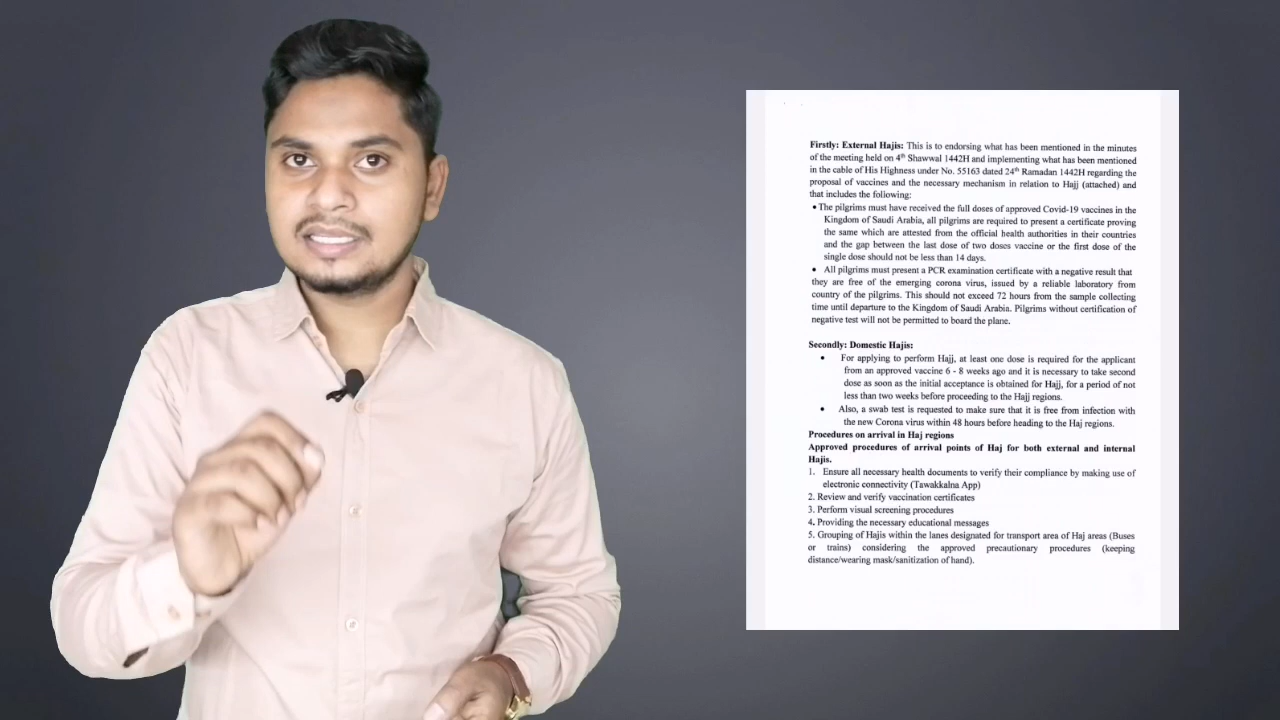 Firstly: External Hajis: This is to endorsing what has been mentioned in the minutes
of the meeting held on 4th Shawwal 1442H and implementing what has been mentioned
in the cable of His Highness under No. 55163 dated 24th Ramadan 1442H regarding the
proposal of vaccines and the necessary mechanism in relation to Hajj (attached) and
that includes the following:
• The pilgrims must have received the full doses of approved Covid-19 vaccines in the
Kingdom of Saudi Arabia, all pilgrims are required to present a certificate proving
the same which are attested from the official health authorities in their countries
and the gap between the last dose of two doses vaccine or the first dose of the
single dose should not be less than 14 days.
• All pilgrims must present a PCR examination certificate with a negative result that
they are free of the emerging corona virus, issued by a reliable laboratory from
country of the pilgrims. This should not exceed 72 hours from the sample collecting
time until departure to the Kingdom of Saudi Arabia. Pilgrims without certification of
negative test will not be permitted to board the plane.
Secondly: Domestic Hajis:
• For applying to perform Hajj, at least one dose is required for the applicant
from an approved vaccine 6 - 8 weeks ago and it is necessary to take second
dose as soon as the initial acceptance is obtained for Hajj, for a period of not
less than two weeks before proceeding to the Hajj regions.
• Also, a swab test is requested to make sure that it is free from infection with
the new Corona virus within 48 hours before heading to the Haj regions.
Procedures on arrival in Haj regions
Approved procedures of arrival points of Haj for both external and internal
Hajis.
1. Ensure all necessary health documents to verify their compliance by making use of
electronic connectivity (Tawakkalna App)
2. Review and verify vaccination certificates
3. Perform visual screening procedures
4. Providing the necessary educational messages
5. Grouping of Hajis within the lanes designated for transport area of Haj areas (Buses
or trains) considering the approved precautionary procedures (keeping
distance/wearing mask/sanitization of hand).